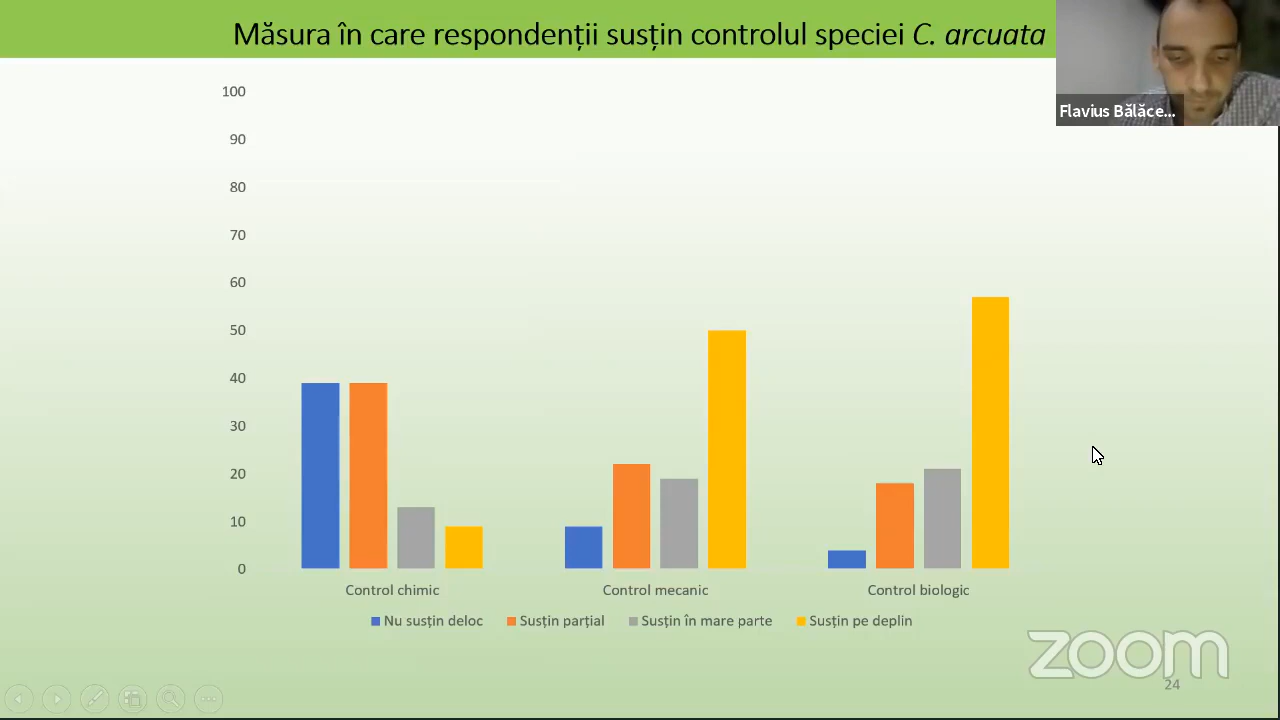 Măsura în care respondenții susțin controlul speciei C. arcuata
Flavius Bălăce...
100
90
80
70
60
50
40
30
20
10
0
Control chimic Control mecanic Control biologic
Nu susțin deloc Susțin parțial Susțin în mare parte Susțin pe deplin
zoom
24